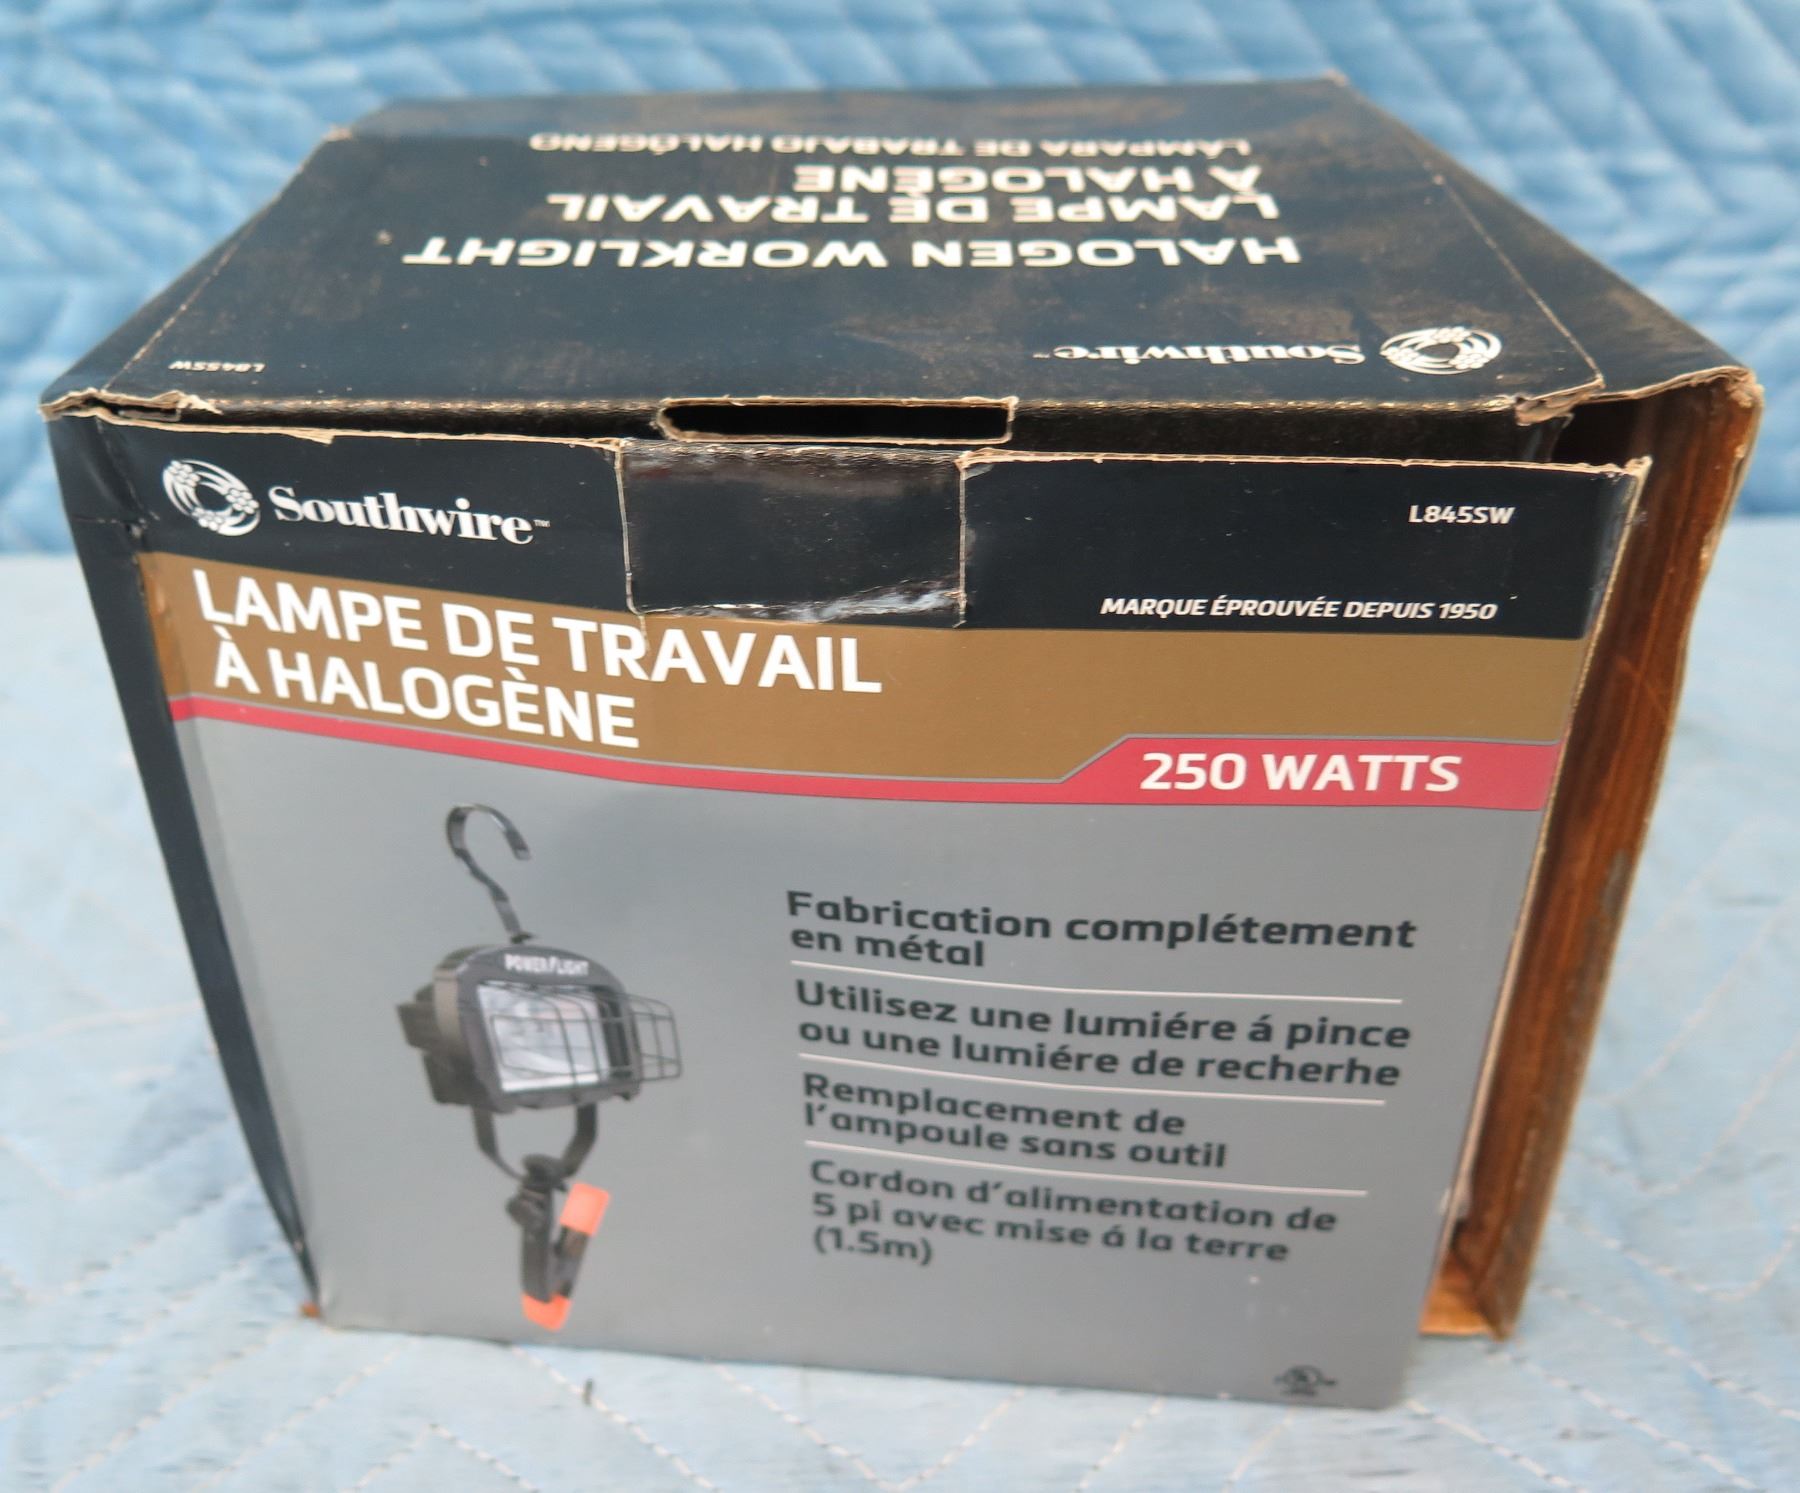 LÁMPARA DE TRABAJO HALÓGENO
À HALOGÈNE
LAMPE DE TRAVAIL
HALOGEN WORKLIGHT
Southwire™
L845SW
Southwire™
L845SW
MARQUE ÉPROUVÉE DEPUIS 1950
LAMPE DE TRAVAIL
À HALOGÈNE
250 WATTS
POWER/LIGHT
Fabrication complétement
en métal
Utilisez une lumiére á pince
ou une lumiére de recherhe
Remplacement de
l'ampoule sans outil
Cordon d'alimentation de
5 pi avec mise á la terre
(1.5m)